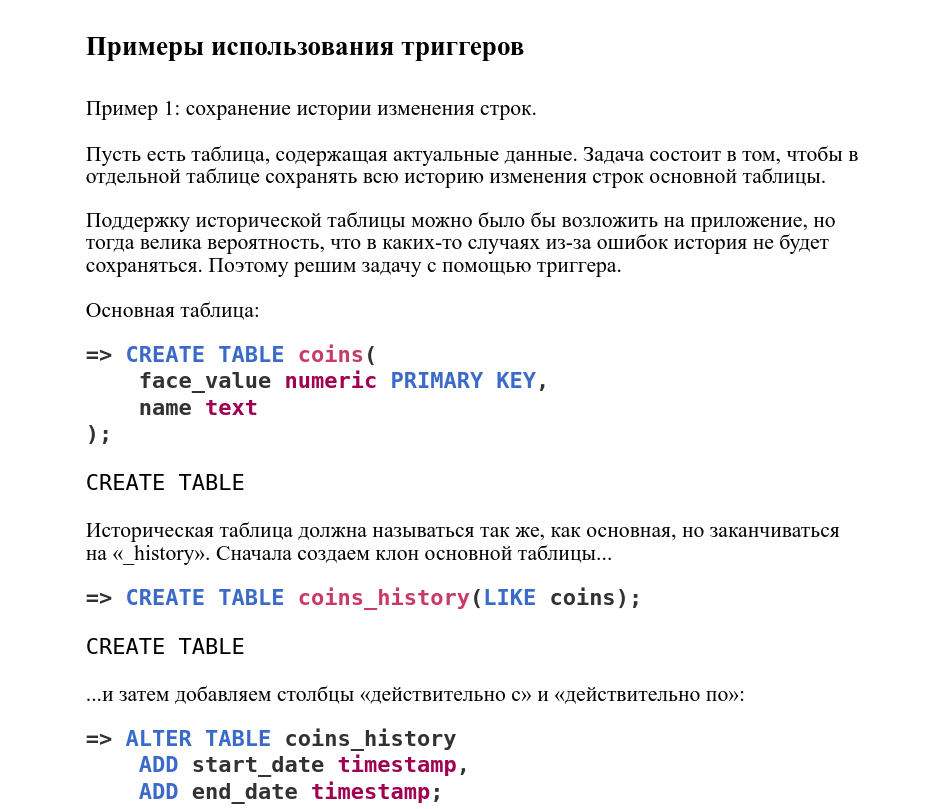 Примеры использования триггеров
Пример 1: сохранение истории изменения строк.
Пусть есть таблица, содержащая актуальные данные. Задача состоит в том, чтобы в
отдельной таблице сохранять всю историю изменения строк основной таблицы.
Поддержку исторической таблицы можно было бы возложить на приложение, но
тогда велика вероятность, что в каких-то случаях из-за ошибок история не будет
сохраняться. Поэтому решим задачу с помощью триггера.
Основная таблица:
=> CREATE TABLE coins(
    face_value numeric PRIMARY KEY,
    name text
);
CREATE TABLE
Историческая таблица должна называться так же, как основная, но заканчиваться
на «_history». Сначала создаем клон основной таблицы...
=> CREATE TABLE coins_history(LIKE coins);
CREATE TABLE
...и затем добавляем столбцы «действительно с» и «действительно по»:
=> ALTER TABLE coins_history
    ADD start_date timestamp,
    ADD end_date timestamp;